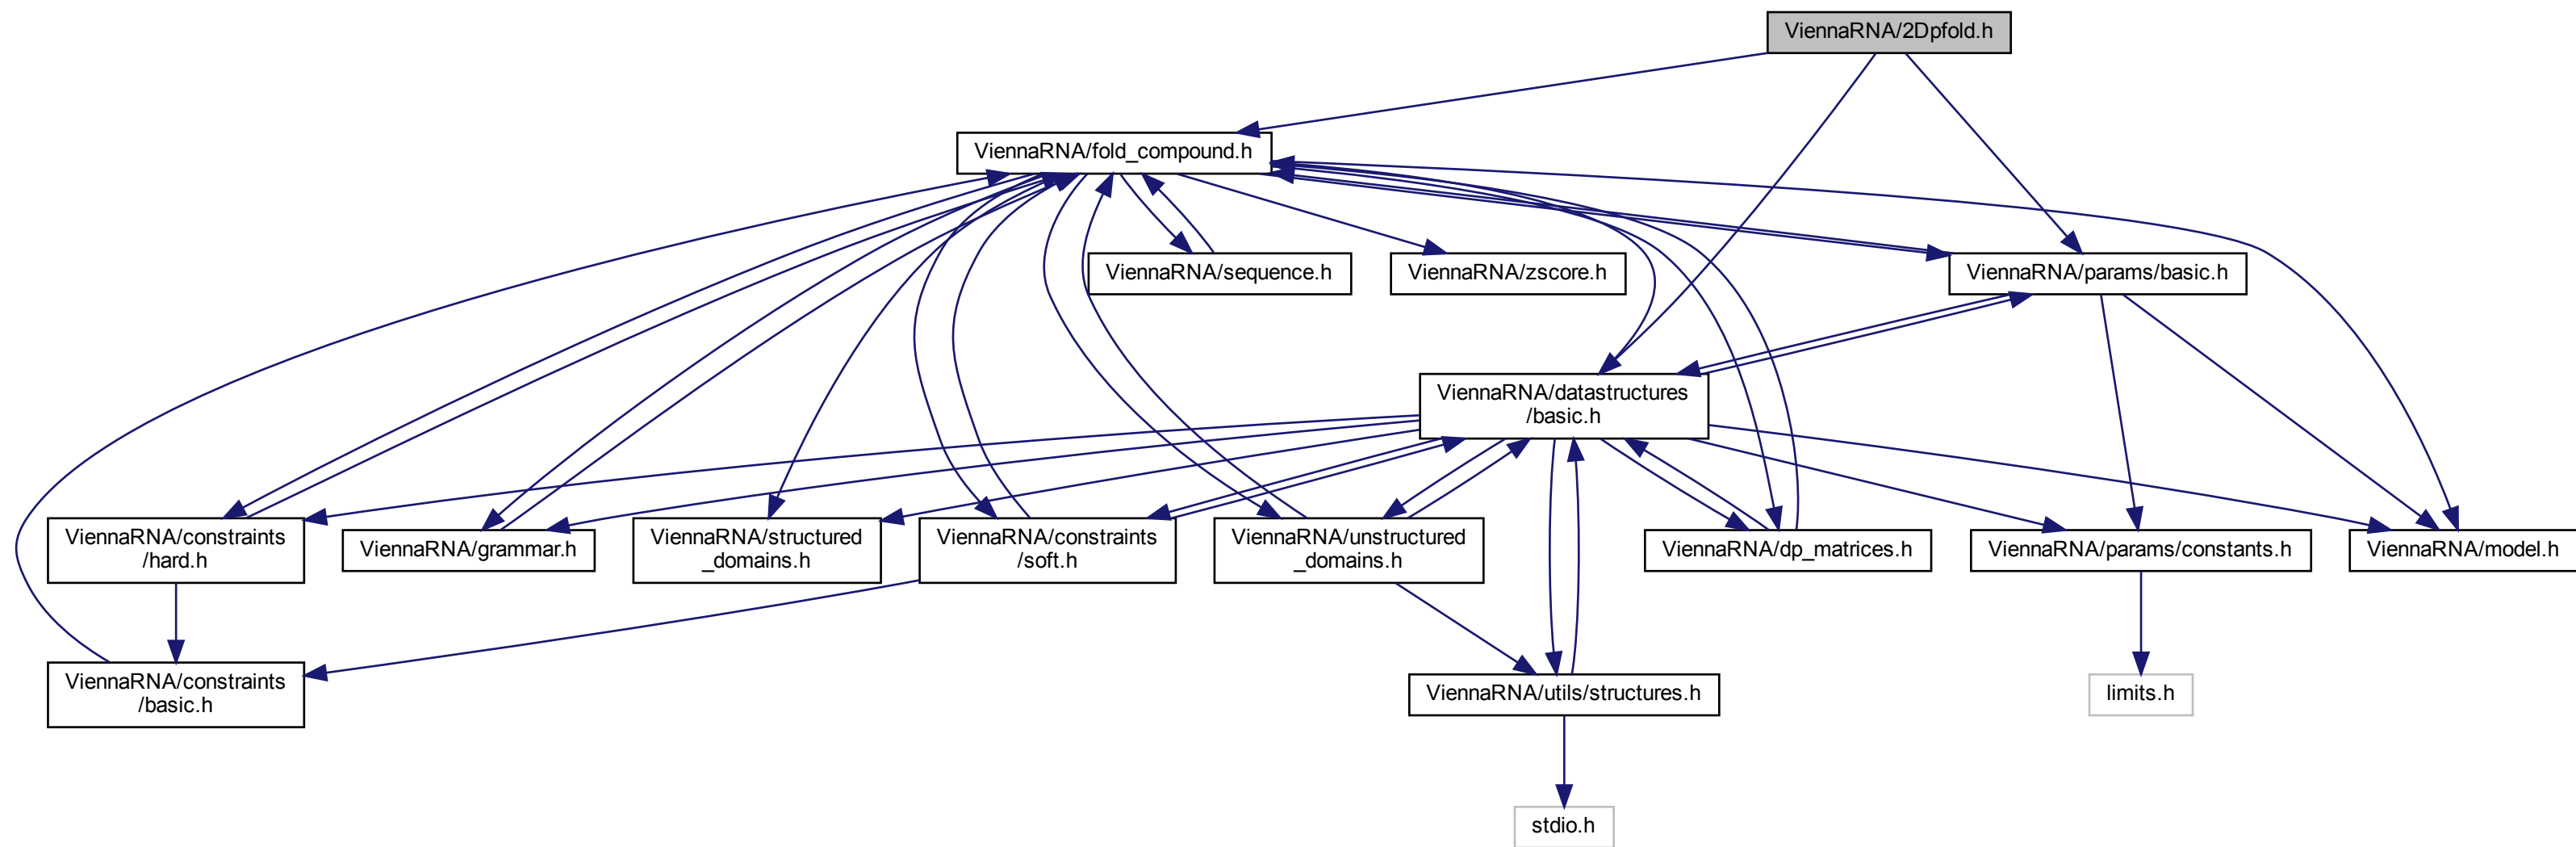 ViennaRNA/2Dpfold.h
ViennaRNA/fold_compound.h
ViennaRNA/sequence.h
ViennaRNA/zscore.h
ViennaRNA/params/basic.h
ViennaRNA/datastructures
/basic.h
ViennaRNA/constraints
/hard.h
ViennaRNA/grammar.h
ViennaRNA/structured
_domains.h
ViennaRNA/constraints
/soft.h
ViennaRNA/unstructured
_domains.h
ViennaRNA/dp_matrices.h
ViennaRNA/params/constants.h
ViennaRNA/model.h
ViennaRNA/constraints
/basic.h
ViennaRNA/utils/structures.h
limits.h
stdio.h